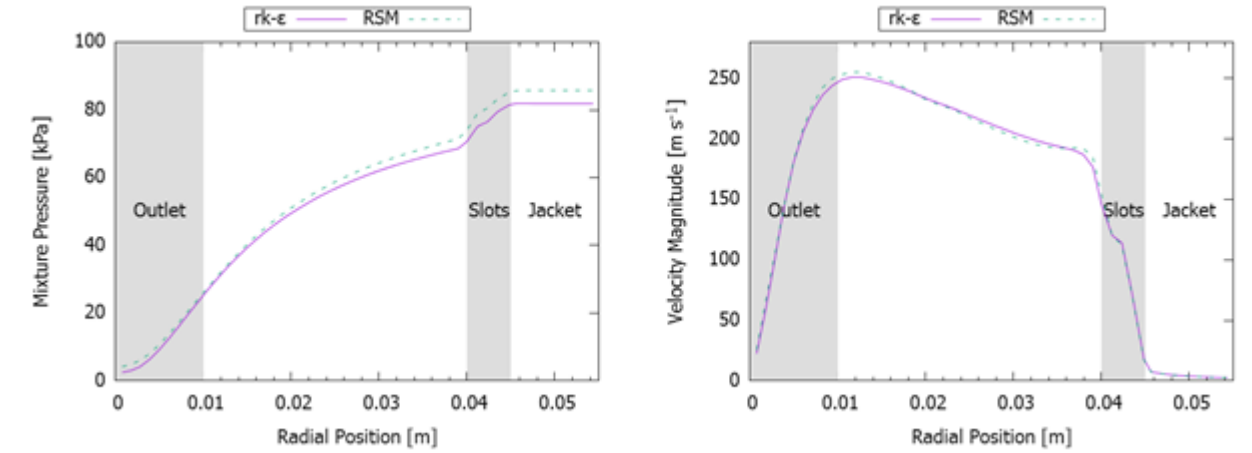 rk-ε RSM
100
80
60
40
20
0
Mixture Pressure [kPa]
Outlet Slots Jacket
0 0.01 0.02 0.03 0.04 0.05
Radial Position [m]
rk-ε RSM
250
200
150
100
50
0
Velocity Magnitude [m s⁻¹]
Outlet Slots Jacket
0 0.01 0.02 0.03 0.04 0.05
Radial Position [m]